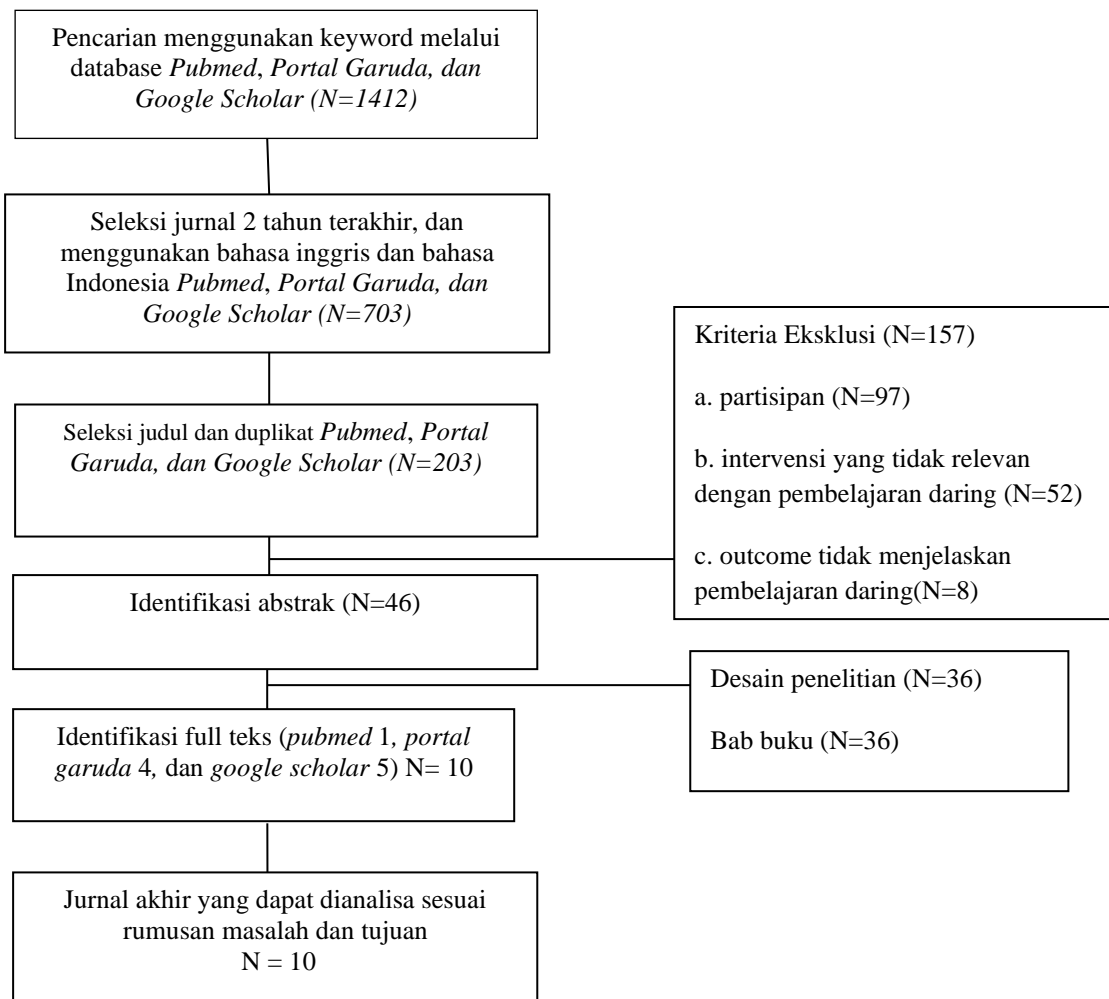 Pencarian menggunakan keyword melalui
database Pubmed, Portal Garuda, dan
Google Scholar (N=1412)
Seleksi jurnal 2 tahun terakhir, dan
menggunakan bahasa inggris dan bahasa
Indonesia Pubmed, Portal Garuda, dan
Google Scholar (N=703)
Seleksi judul dan duplikat Pubmed, Portal
Garuda, dan Google Scholar (N=203)
Kriteria Eksklusi (N=157)
a. partisipan (N=97)
b. intervensi yang tidak relevan
dengan pembelajaran daring (N=52)
c. outcome tidak menjelaskan
pembelajaran daring(N=8)
Identifikasi abstrak (N=46)
Desain penelitian (N=36)
Bab buku (N=36)
Identifikasi full teks (pubmed 1, portal
garuda 4, dan google scholar 5) N= 10
Jurnal akhir yang dapat dianalisa sesuai
rumusan masalah dan tujuan
N = 10